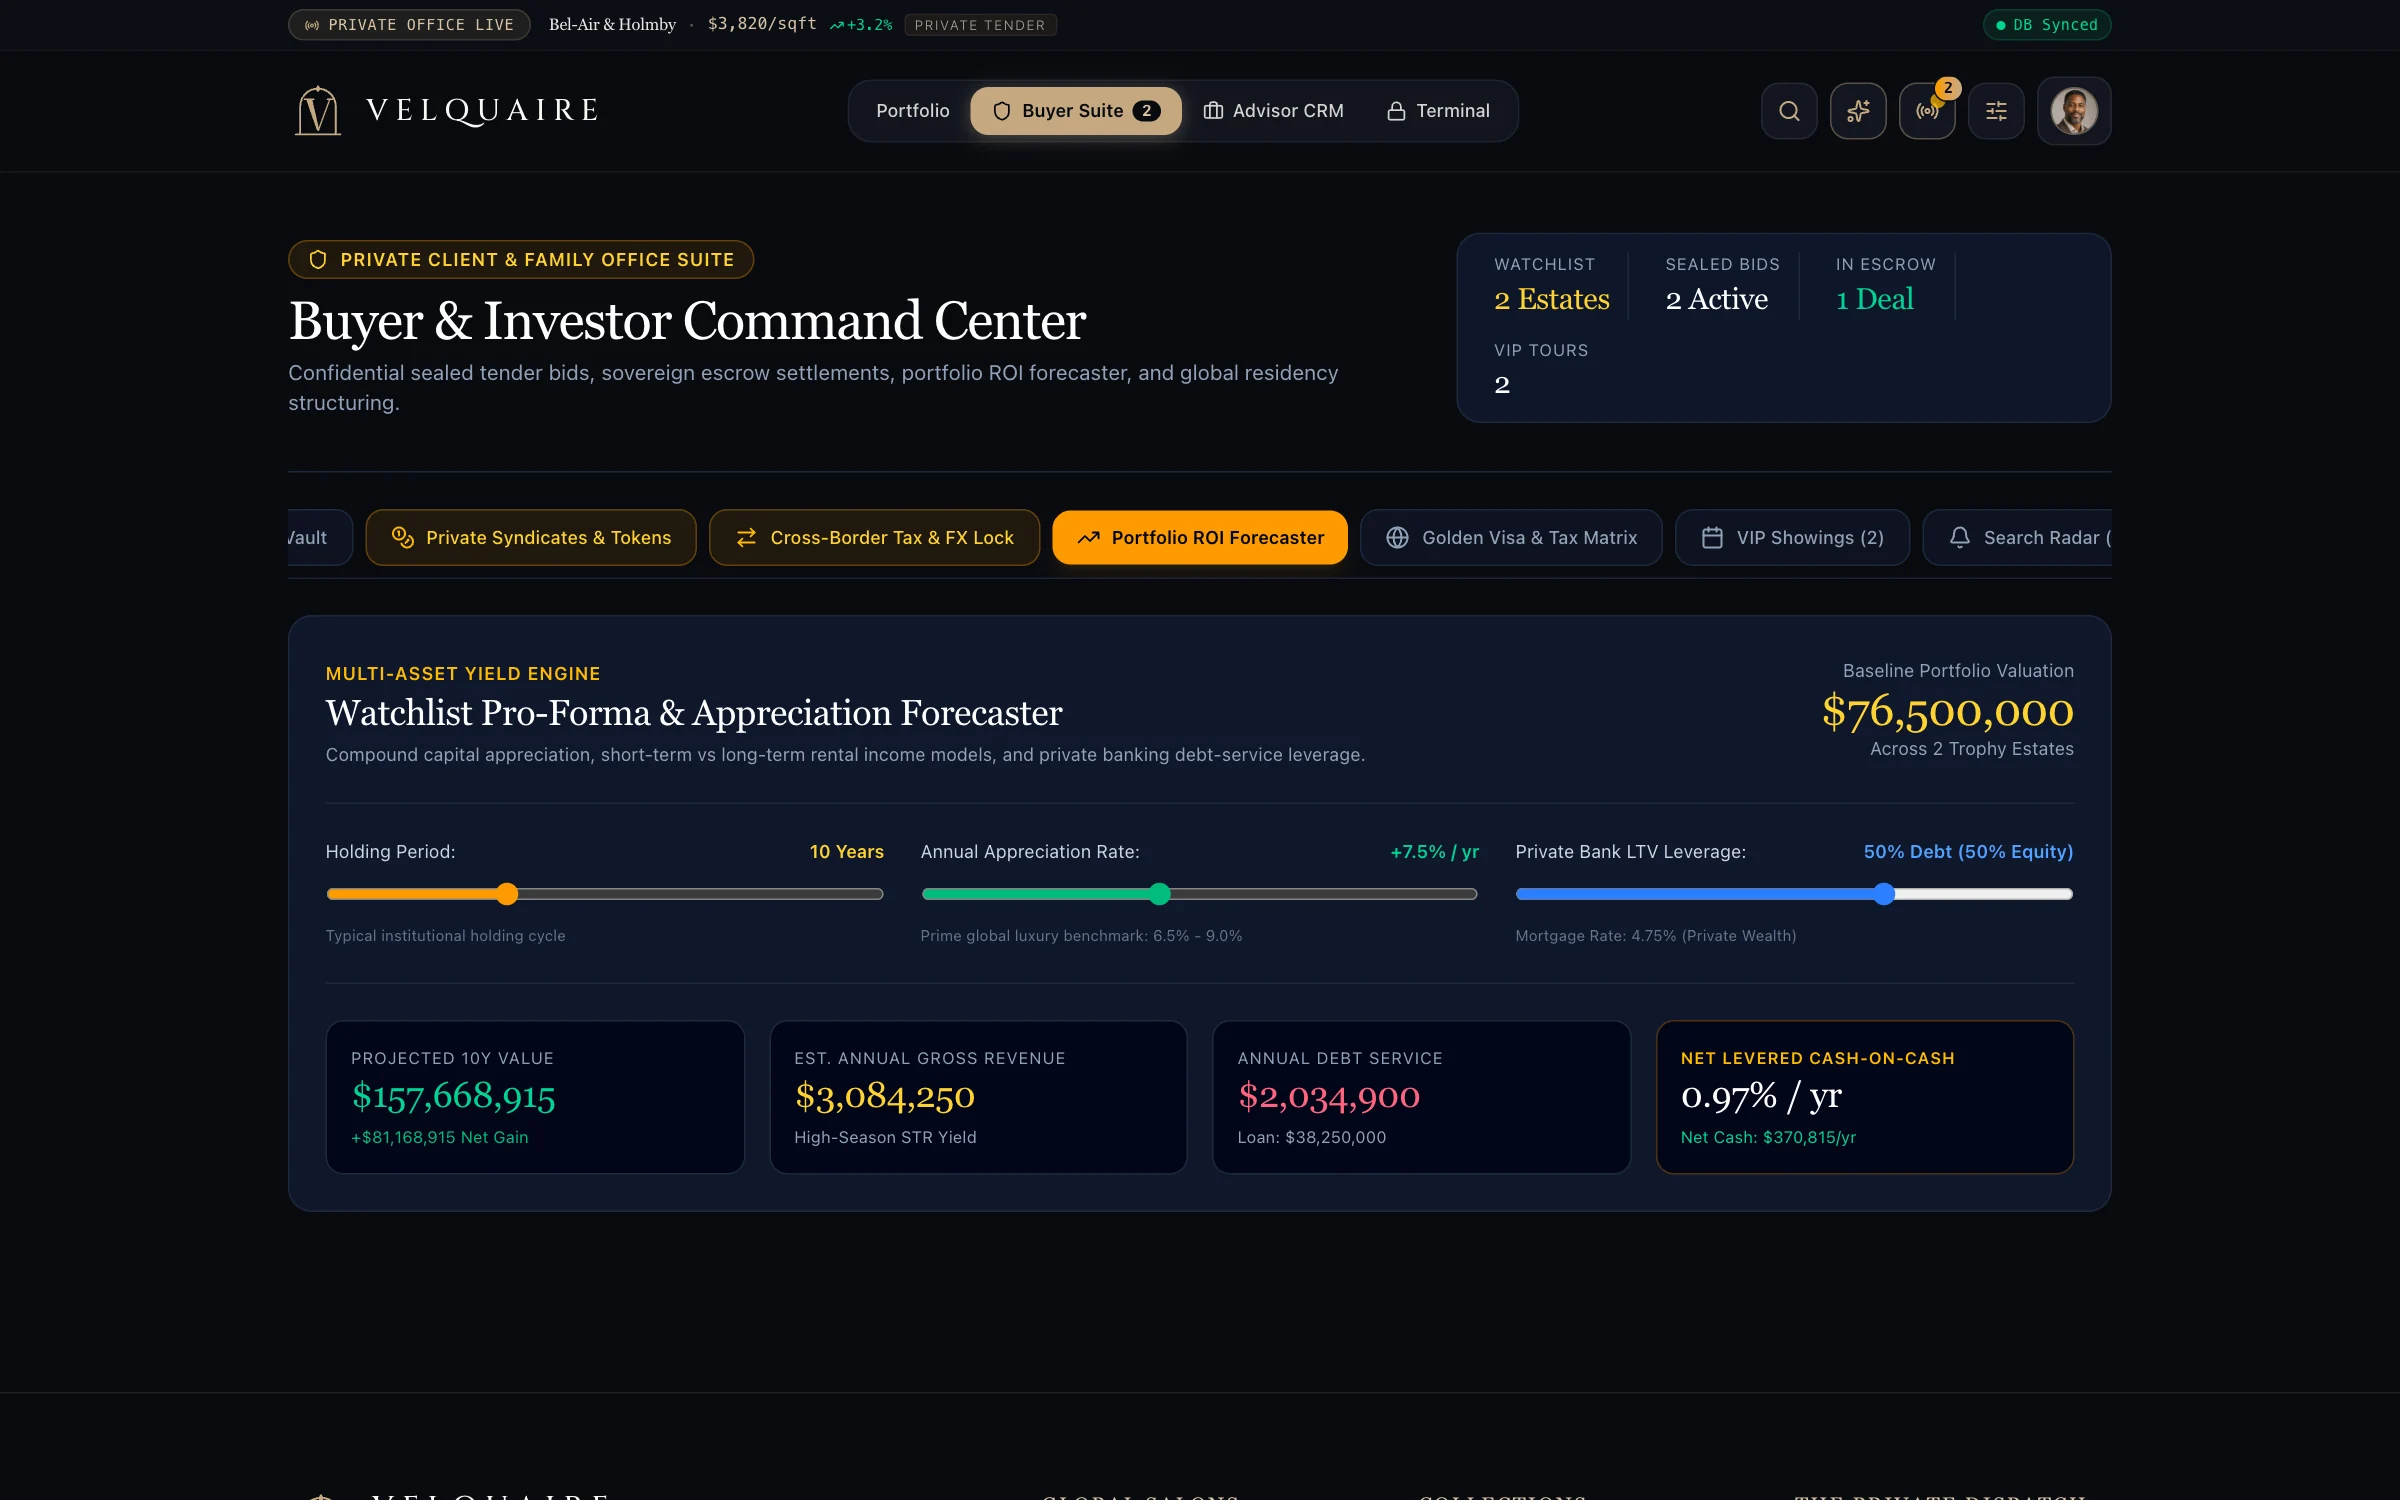 PRIVATE OFFICE LIVE
Bel-Air & Holmby · $3,820/sqft +3.2% PRIVATE TENDER
DB Synced
VELQUAIRE
Portfolio
Buyer Suite 2
Advisor CRM
Terminal
2
PRIVATE CLIENT & FAMILY OFFICE SUITE
Buyer & Investor Command Center
Confidential sealed tender bids, sovereign escrow settlements, portfolio ROI forecaster, and global residency
structuring.
WATCHLIST
2 Estates
SEALED BIDS
2 Active
IN ESCROW
1 Deal
VIP TOURS
2
Vault
Private Syndicates & Tokens
Cross-Border Tax & FX Lock
Portfolio ROI Forecaster
Golden Visa & Tax Matrix
VIP Showings (2)
Search Radar (
MULTI-ASSET YIELD ENGINE
Watchlist Pro-Forma & Appreciation Forecaster
Compound capital appreciation, short-term vs long-term rental income models, and private banking debt-service leverage.
Baseline Portfolio Valuation
$76,500,000
Across 2 Trophy Estates
Holding Period: 10 Years
Typical institutional holding cycle
Annual Appreciation Rate: +7.5% / yr
Prime global luxury benchmark: 6.5% - 9.0%
Private Bank LTV Leverage: 50% Debt (50% Equity)
Mortgage Rate: 4.75% (Private Wealth)
PROJECTED 10Y VALUE
$157,668,915
+$81,168,915 Net Gain
EST. ANNUAL GROSS REVENUE
$3,084,250
High-Season STR Yield
ANNUAL DEBT SERVICE
$2,034,900
Loan: $38,250,000
NET LEVERED CASH-ON-CASH
0.97% / yr
Net Cash: $370,815/yr
VELQUAIRE
GLOBAL SALONS
COLLECTIONS
THE PRIVATE DISPATCH